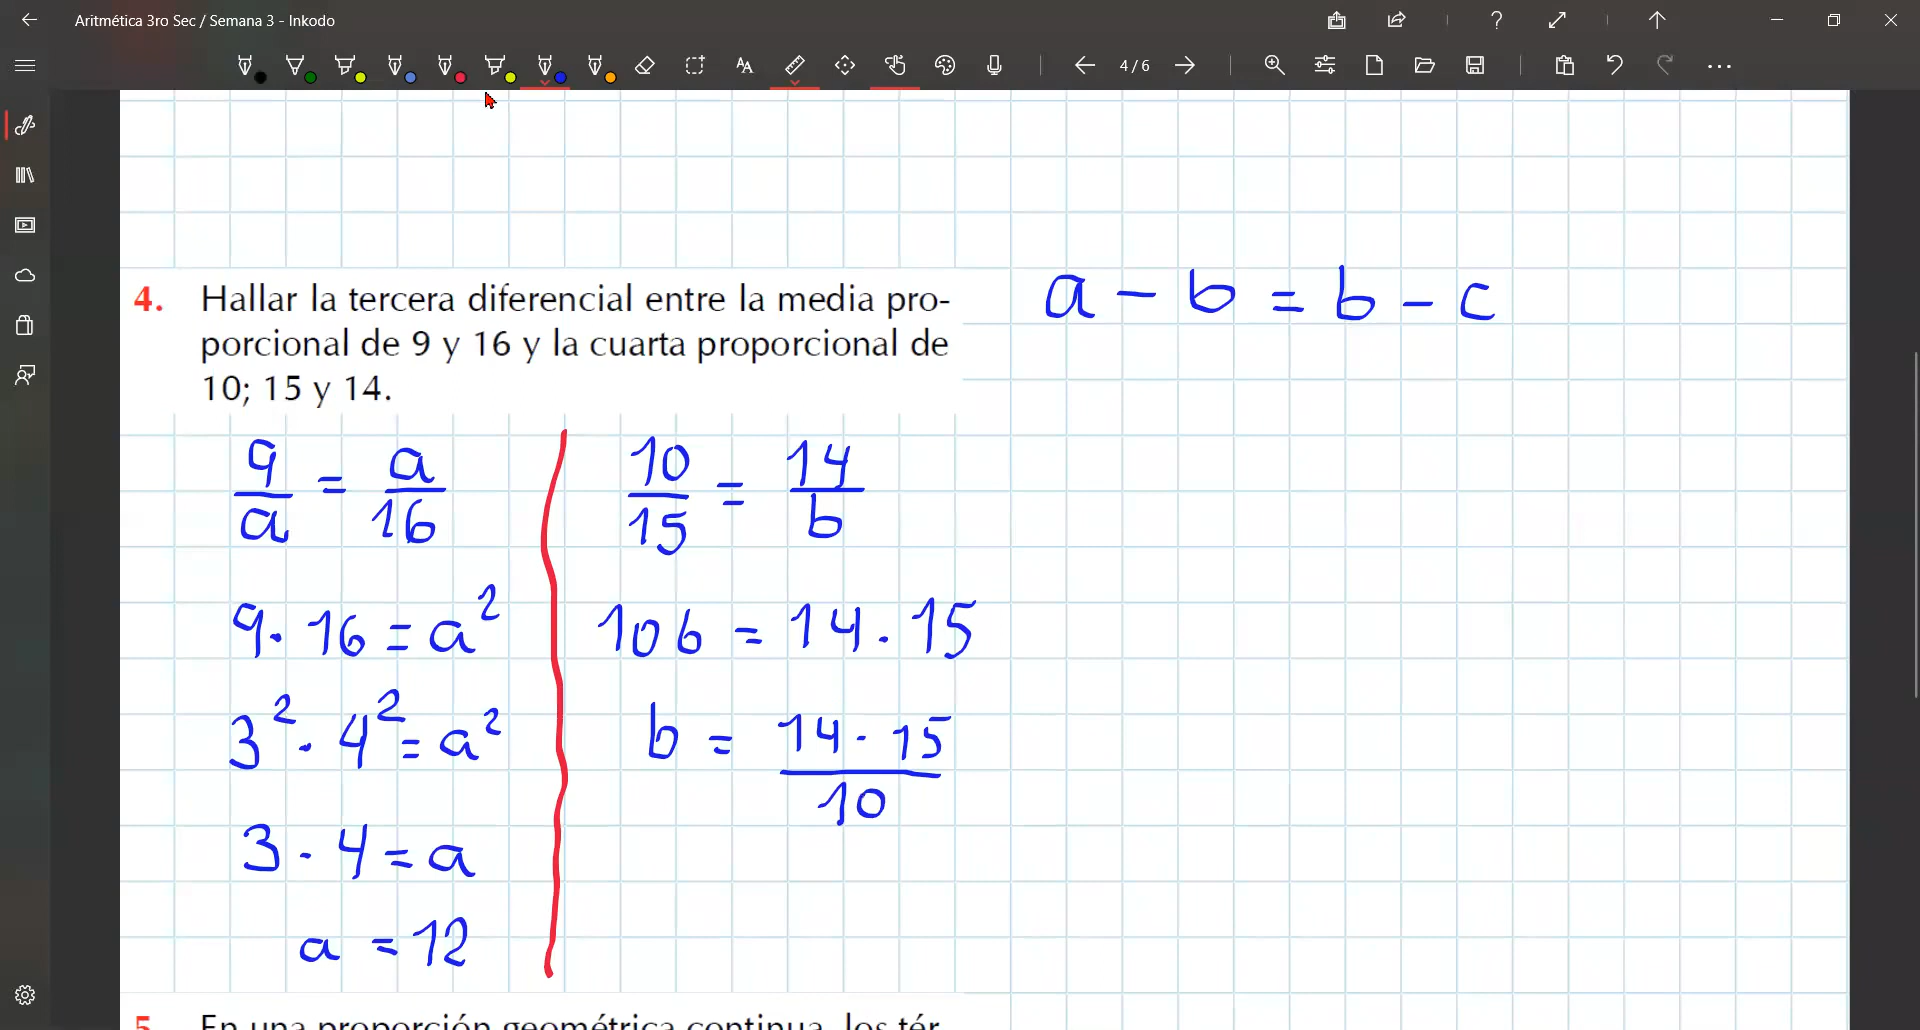 Aritmética 3ro Sec / Semana 3 - Inkodo
4 / 6
4. Hallar la tercera diferencial entre la media pro-
porcional de 9 y 16 y la cuarta proporcional de
10; 15 y 14.
a - b = b - c
9/a = a/16
10/15 = 14/b
9 · 16 = a²
10b = 14 · 15
3² · 4² = a²
b = 14 · 15/10
3 · 4 = a
a = 12
5. En una proporción geométrica continua, los tér